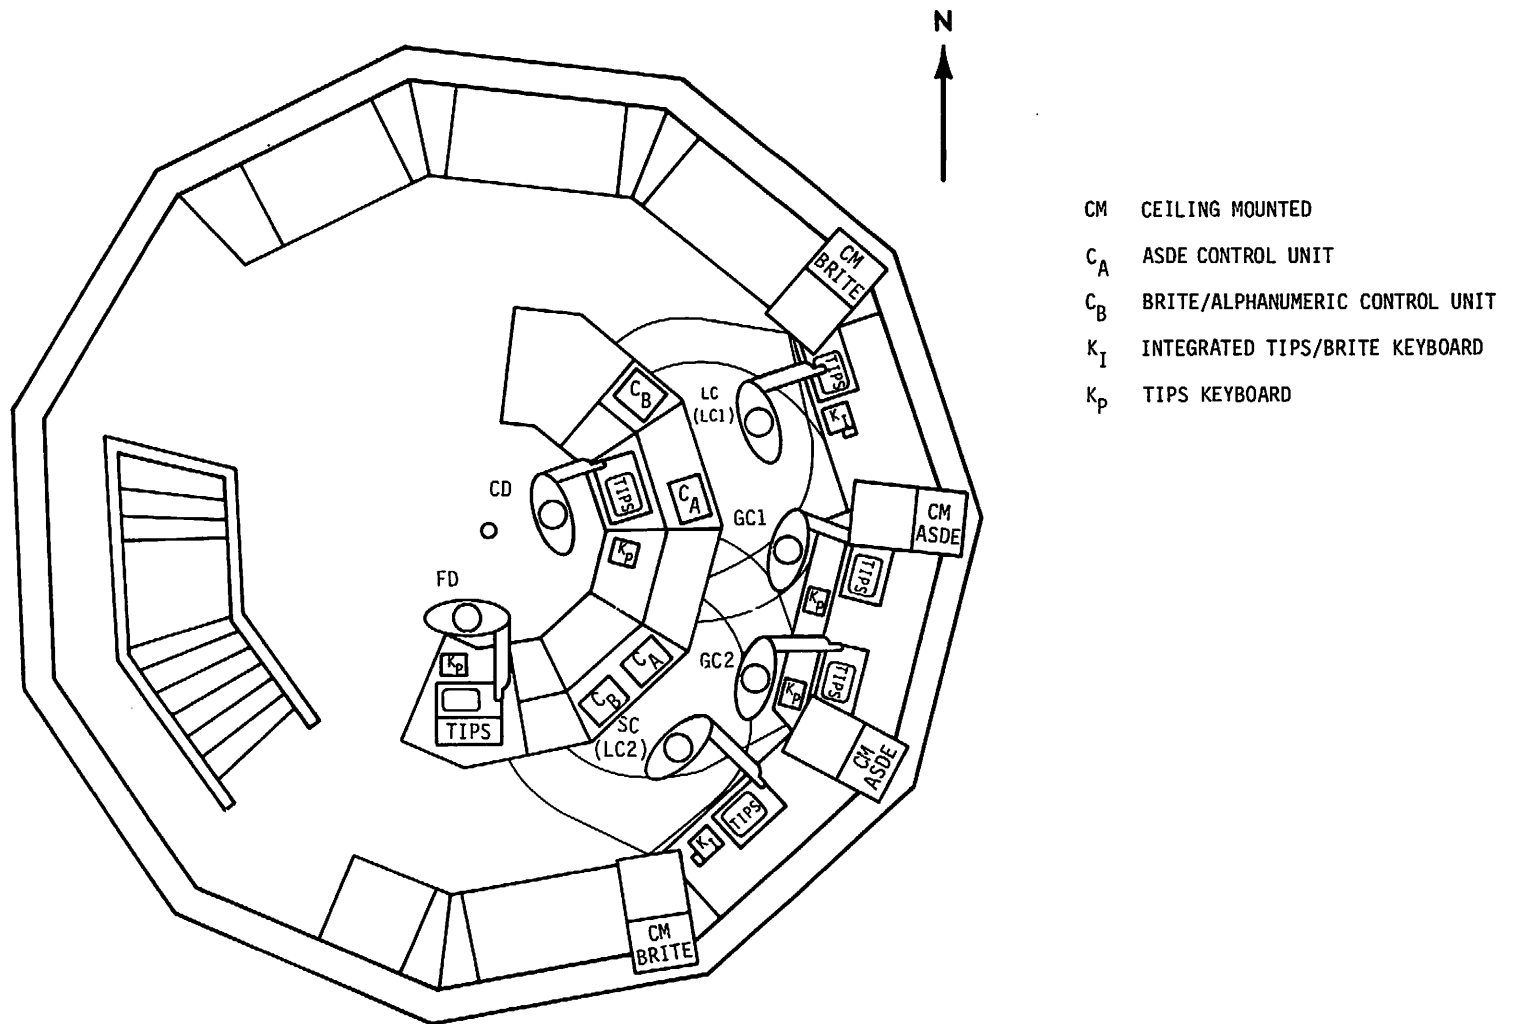 N
CM CEILING MOUNTED
CA ASDE CONTROL UNIT
CB BRITE/ALPHANUMERIC CONTROL UNIT
KI INTEGRATED TIPS/BRITE KEYBOARD
KP TIPS KEYBOARD
CM
BRITE
TIPS
KI
LC
(LC1)
CB
CD
TIPS
CA
GC1
CM
ASDE
TIPS
KP
KP
FD
KP
TIPS
CA
CB
GC2
TIPS
KP
SC
(LC2)
CM
ASDE
TIPS
KI
CM
BRITE